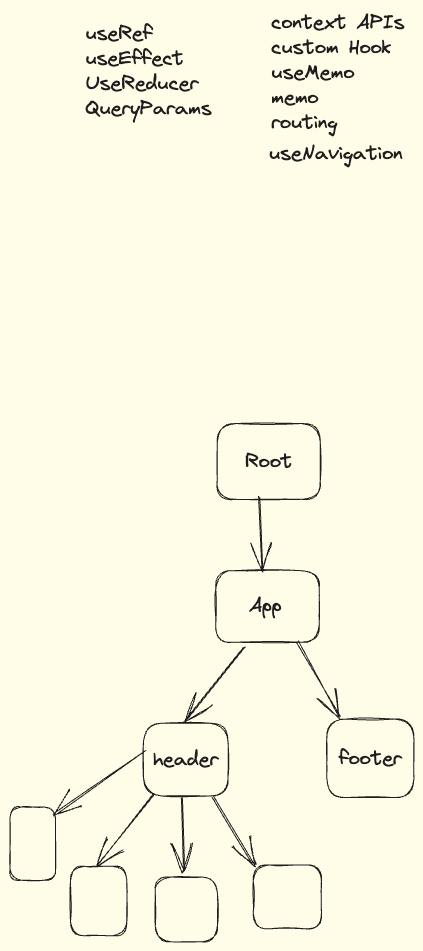 useRef
useEffect
UseReducer
QueryParams
context APIs
custom Hook
useMemo
memo
routing
useNavigation
Root
App
header
footer